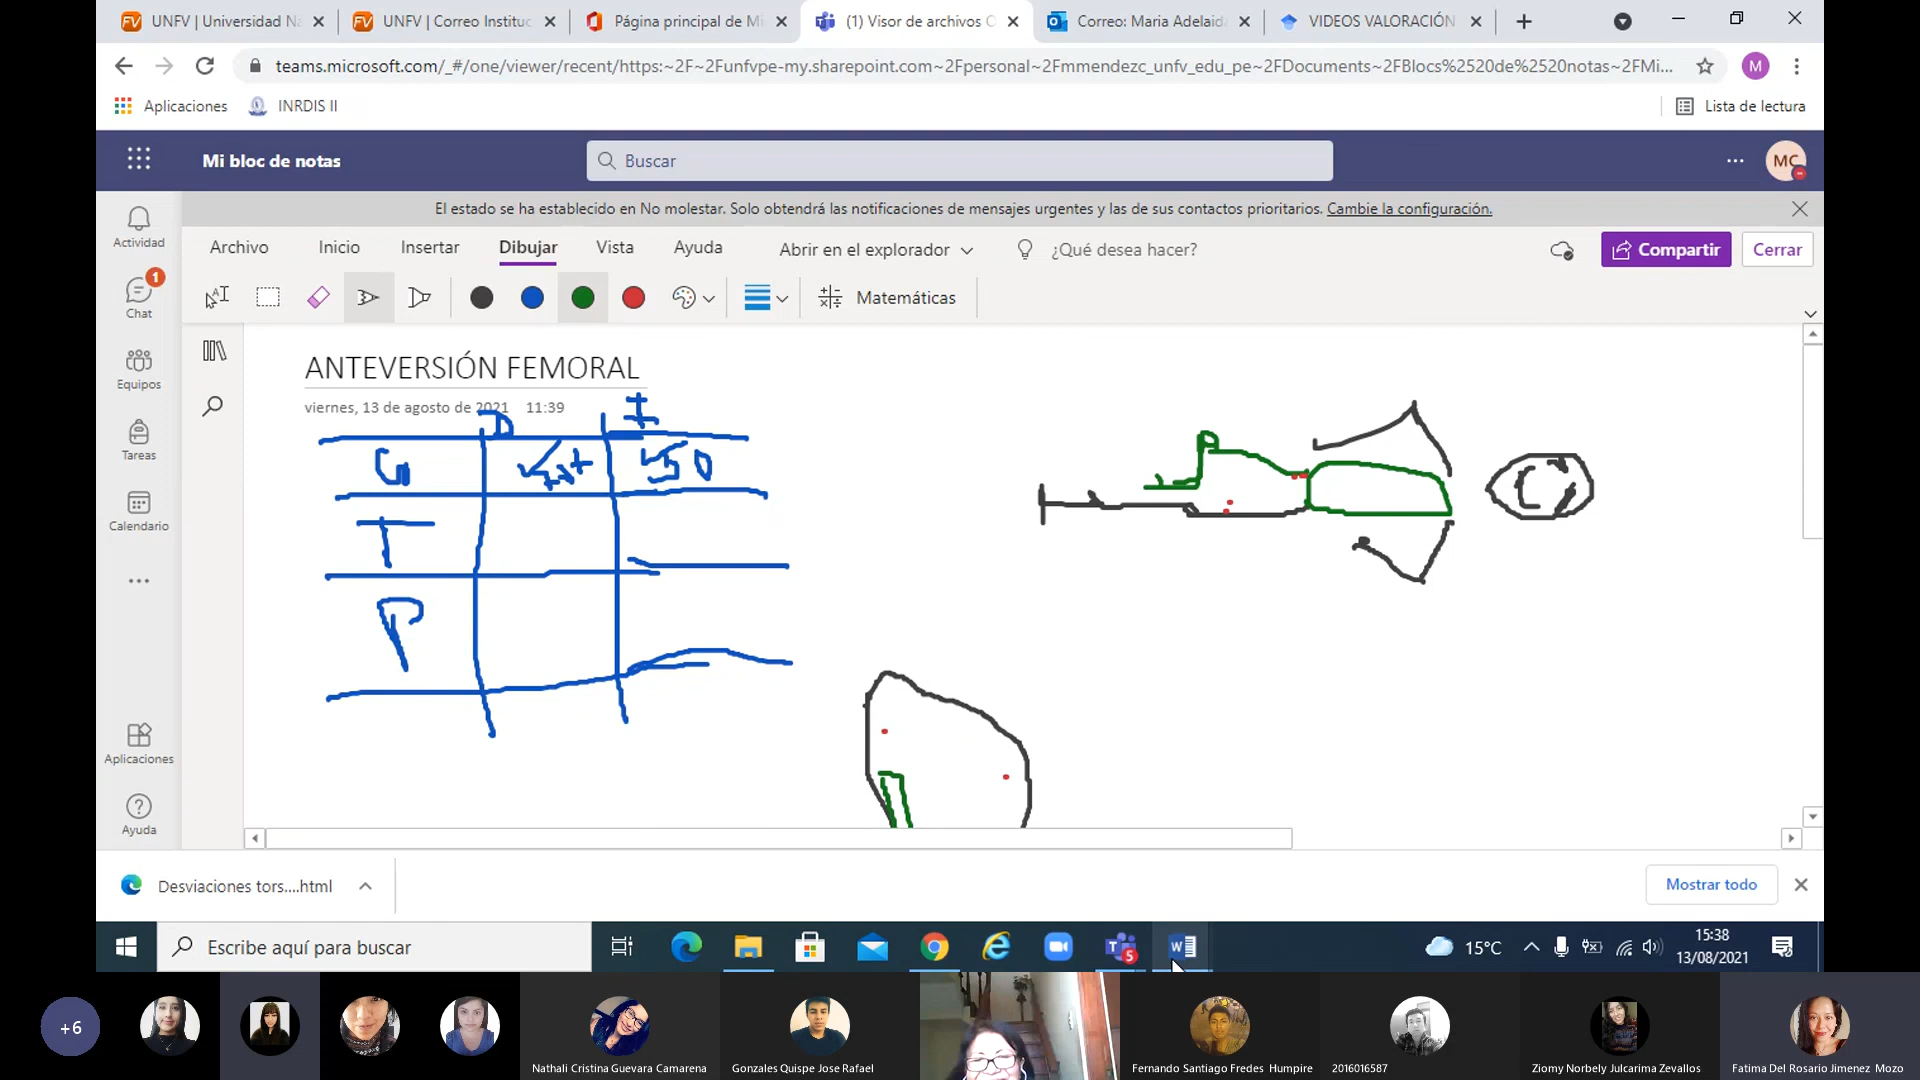 UNFV | Universidad Na
UNFV | Correo Instituc
Página principal de Mi
(1) Visor de archivos O
Correo: Maria Adelaid
VIDEOS VALORACIÓN
teams.microsoft.com/_#/one/viewer/recent/https:~2F~2Funfvpe-my.sharepoint.com~2Fpersonal~2Fmmendezc_unfv_edu_pe~2FDocuments~2FBlocs%2520de%2520notas~2FMi...
M
Aplicaciones
INRDIS II
Lista de lectura
Mi bloc de notas
Buscar
MC
El estado se ha establecido en No molestar. Solo obtendrá las notificaciones de mensajes urgentes y las de sus contactos prioritarios. Cambie la configuración.
Actividad
1
Chat
Equipos
Tareas
Calendario
Aplicaciones
Ayuda
Archivo
Inicio
Insertar
Dibujar
Vista
Ayuda
Abrir en el explorador
¿Qué desea hacer?
Compartir
Cerrar
Matemáticas
ANTEVERSIÓN FEMORAL
viernes, 13 de agosto de 2021 11:39
D
I
G
50
T
P
Desviaciones tors....html
Mostrar todo
Escribe aquí para buscar
5
15°C
15:38
13/08/2021
+6
Nathali Cristina Guevara Camarena
Gonzales Quispe Jose Rafael
Fernando Santiago Fredes Humpire
2016016587
Ziomy Norbely Julcarima Zevallos
Fatima Del Rosario Jimenez Mozo